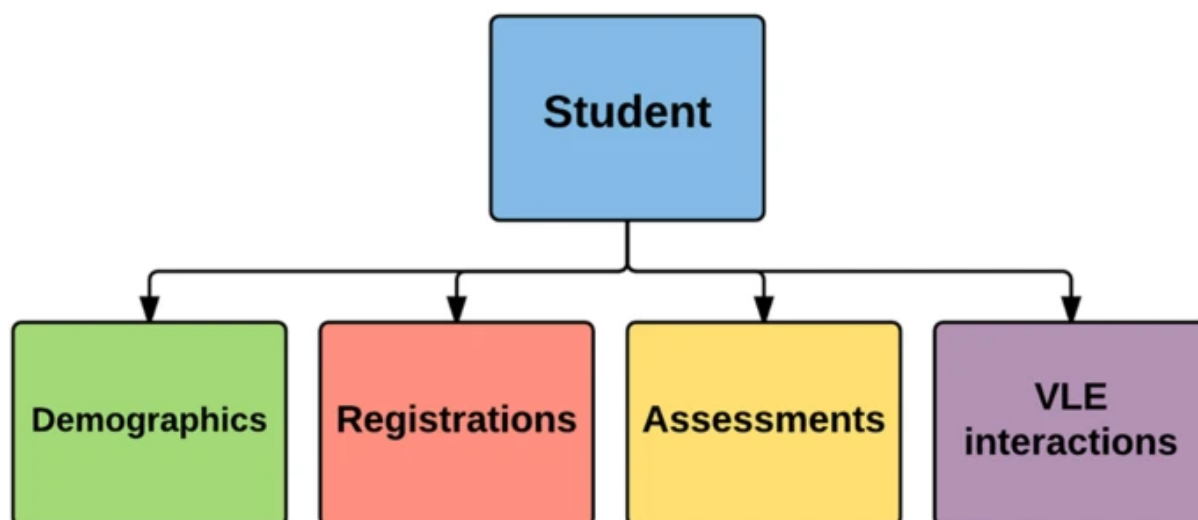 Student
Demographics
Registrations
Assessments
VLE
interactions